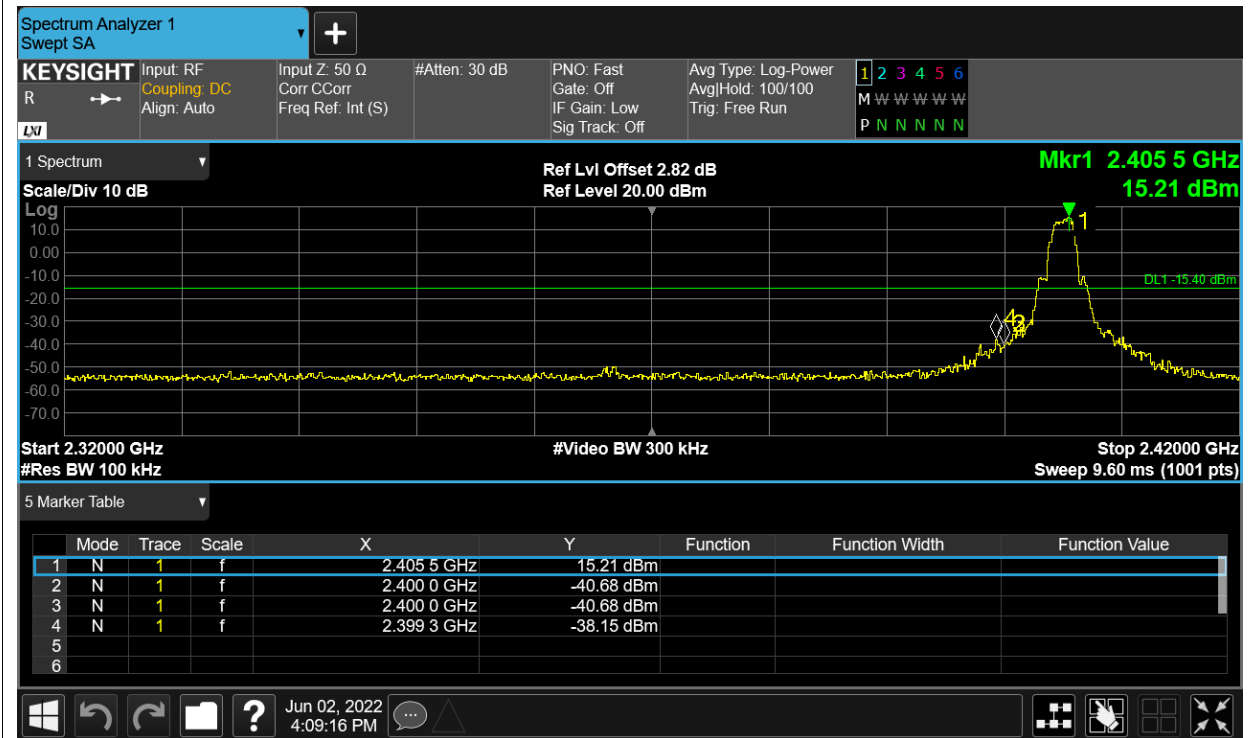 Spectrum Analyzer 1
Swept SA
+
KEYSIGHT Input: RF Input Z: 50 Ω #Atten: 30 dB PNO: Fast Avg Type: Log-Power 1 2 3 4 5 6
R Coupling: DC Corr CCorr Gate: Off Avg|Hold: 100/100 M W W W W W
Align: Auto Freq Ref: Int (S) IF Gain: Low Trig: Free Run
LXI Sig Track: Off P N N N N N
1 Spectrum
Ref Lvl Offset 2.82 dB Mkr1 2.405 5 GHz
Scale/Div 10 dB Ref Level 20.00 dBm 15.21 dBm
Log
1
10.0
0.00
-10.0
DL1 -15.40 dBm
-20.0
-30.0
4
-40.0
-50.0
-60.0
-70.0
Start 2.32000 GHz #Video BW 300 kHz Stop 2.42000 GHz
#Res BW 100 kHz Sweep 9.60 ms (1001 pts)
5 Marker Table
Mode Trace Scale X Y Function Function Width Function Value
1 N 1 f 2.405 5 GHz 15.21 dBm
2 N 1 f 2.400 0 GHz -40.68 dBm
3 N 1 f 2.400 0 GHz -40.68 dBm
4 N 1 f 2.399 3 GHz -38.15 dBm
5
6
? Jun 02, 2022
4:09:16 PM